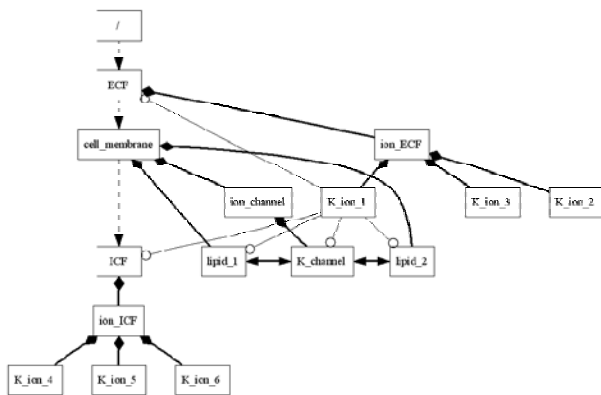 /
ECF
cell_membrane
ion_ECF
ion_channel
K_ion_1
K_ion_3
K_ion_2
ICF
lipid_1
K_channel
lipid_2
ion_ICF
K_ion_4
K_ion_5
K_ion_6